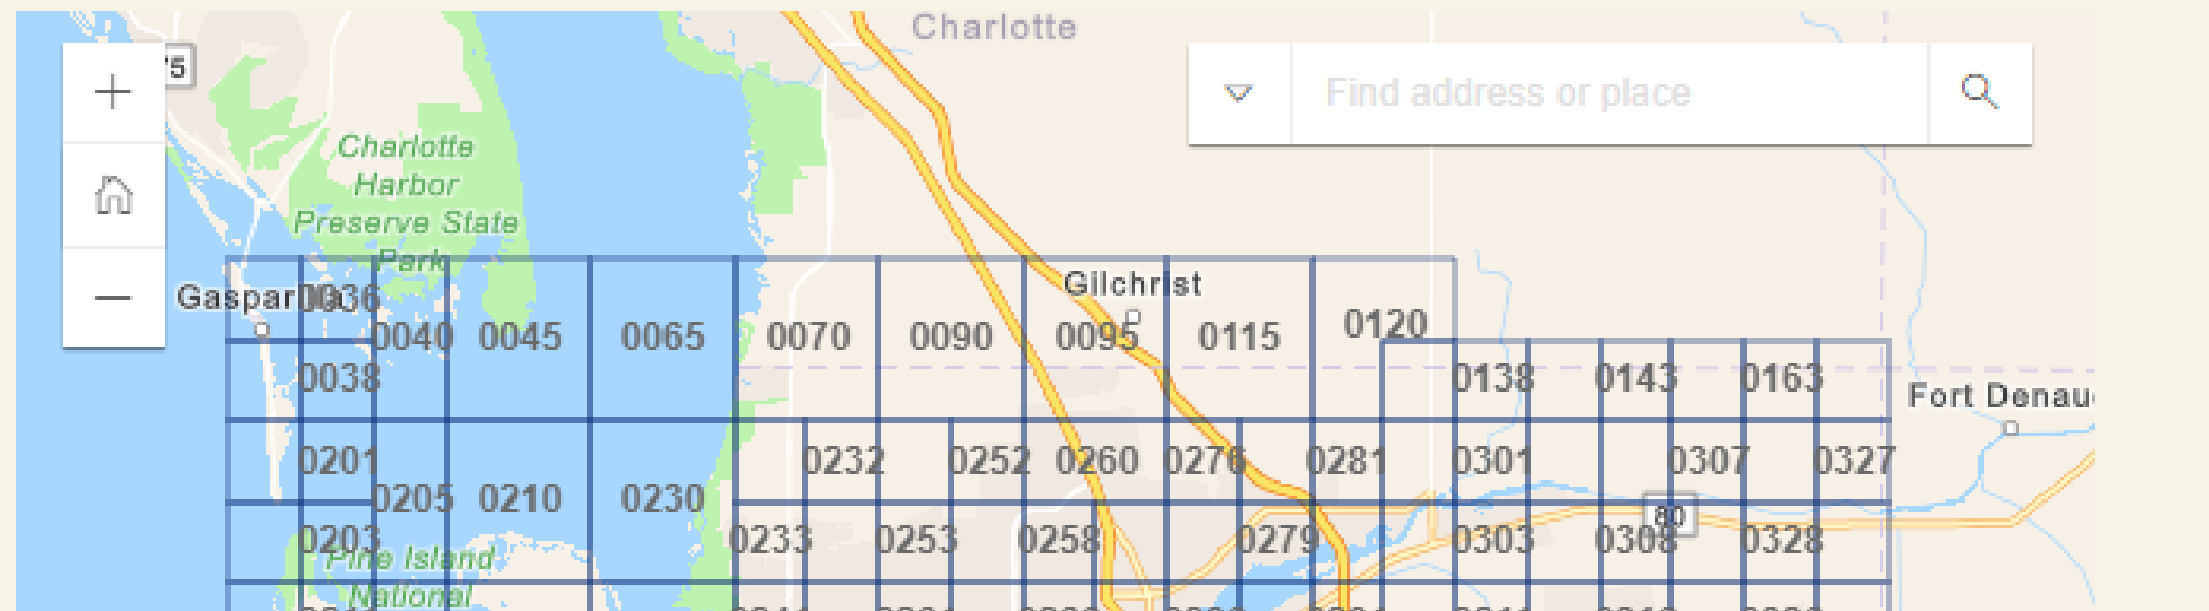 Charlotte
Find address or place
Charlotte
Harbor
Preserve State
Park
Gilchrist
0036
0040 0045 0065 0070 0090 0095 0115 0120
0038 0138 0143 0163
Fort Denau
0201 0232 0252 0260 0276 0281 0301 0307 0327
0205 0210 0230
80
0203 0233 0253 0258 0279 0303 0308 0328
Pine Island
National